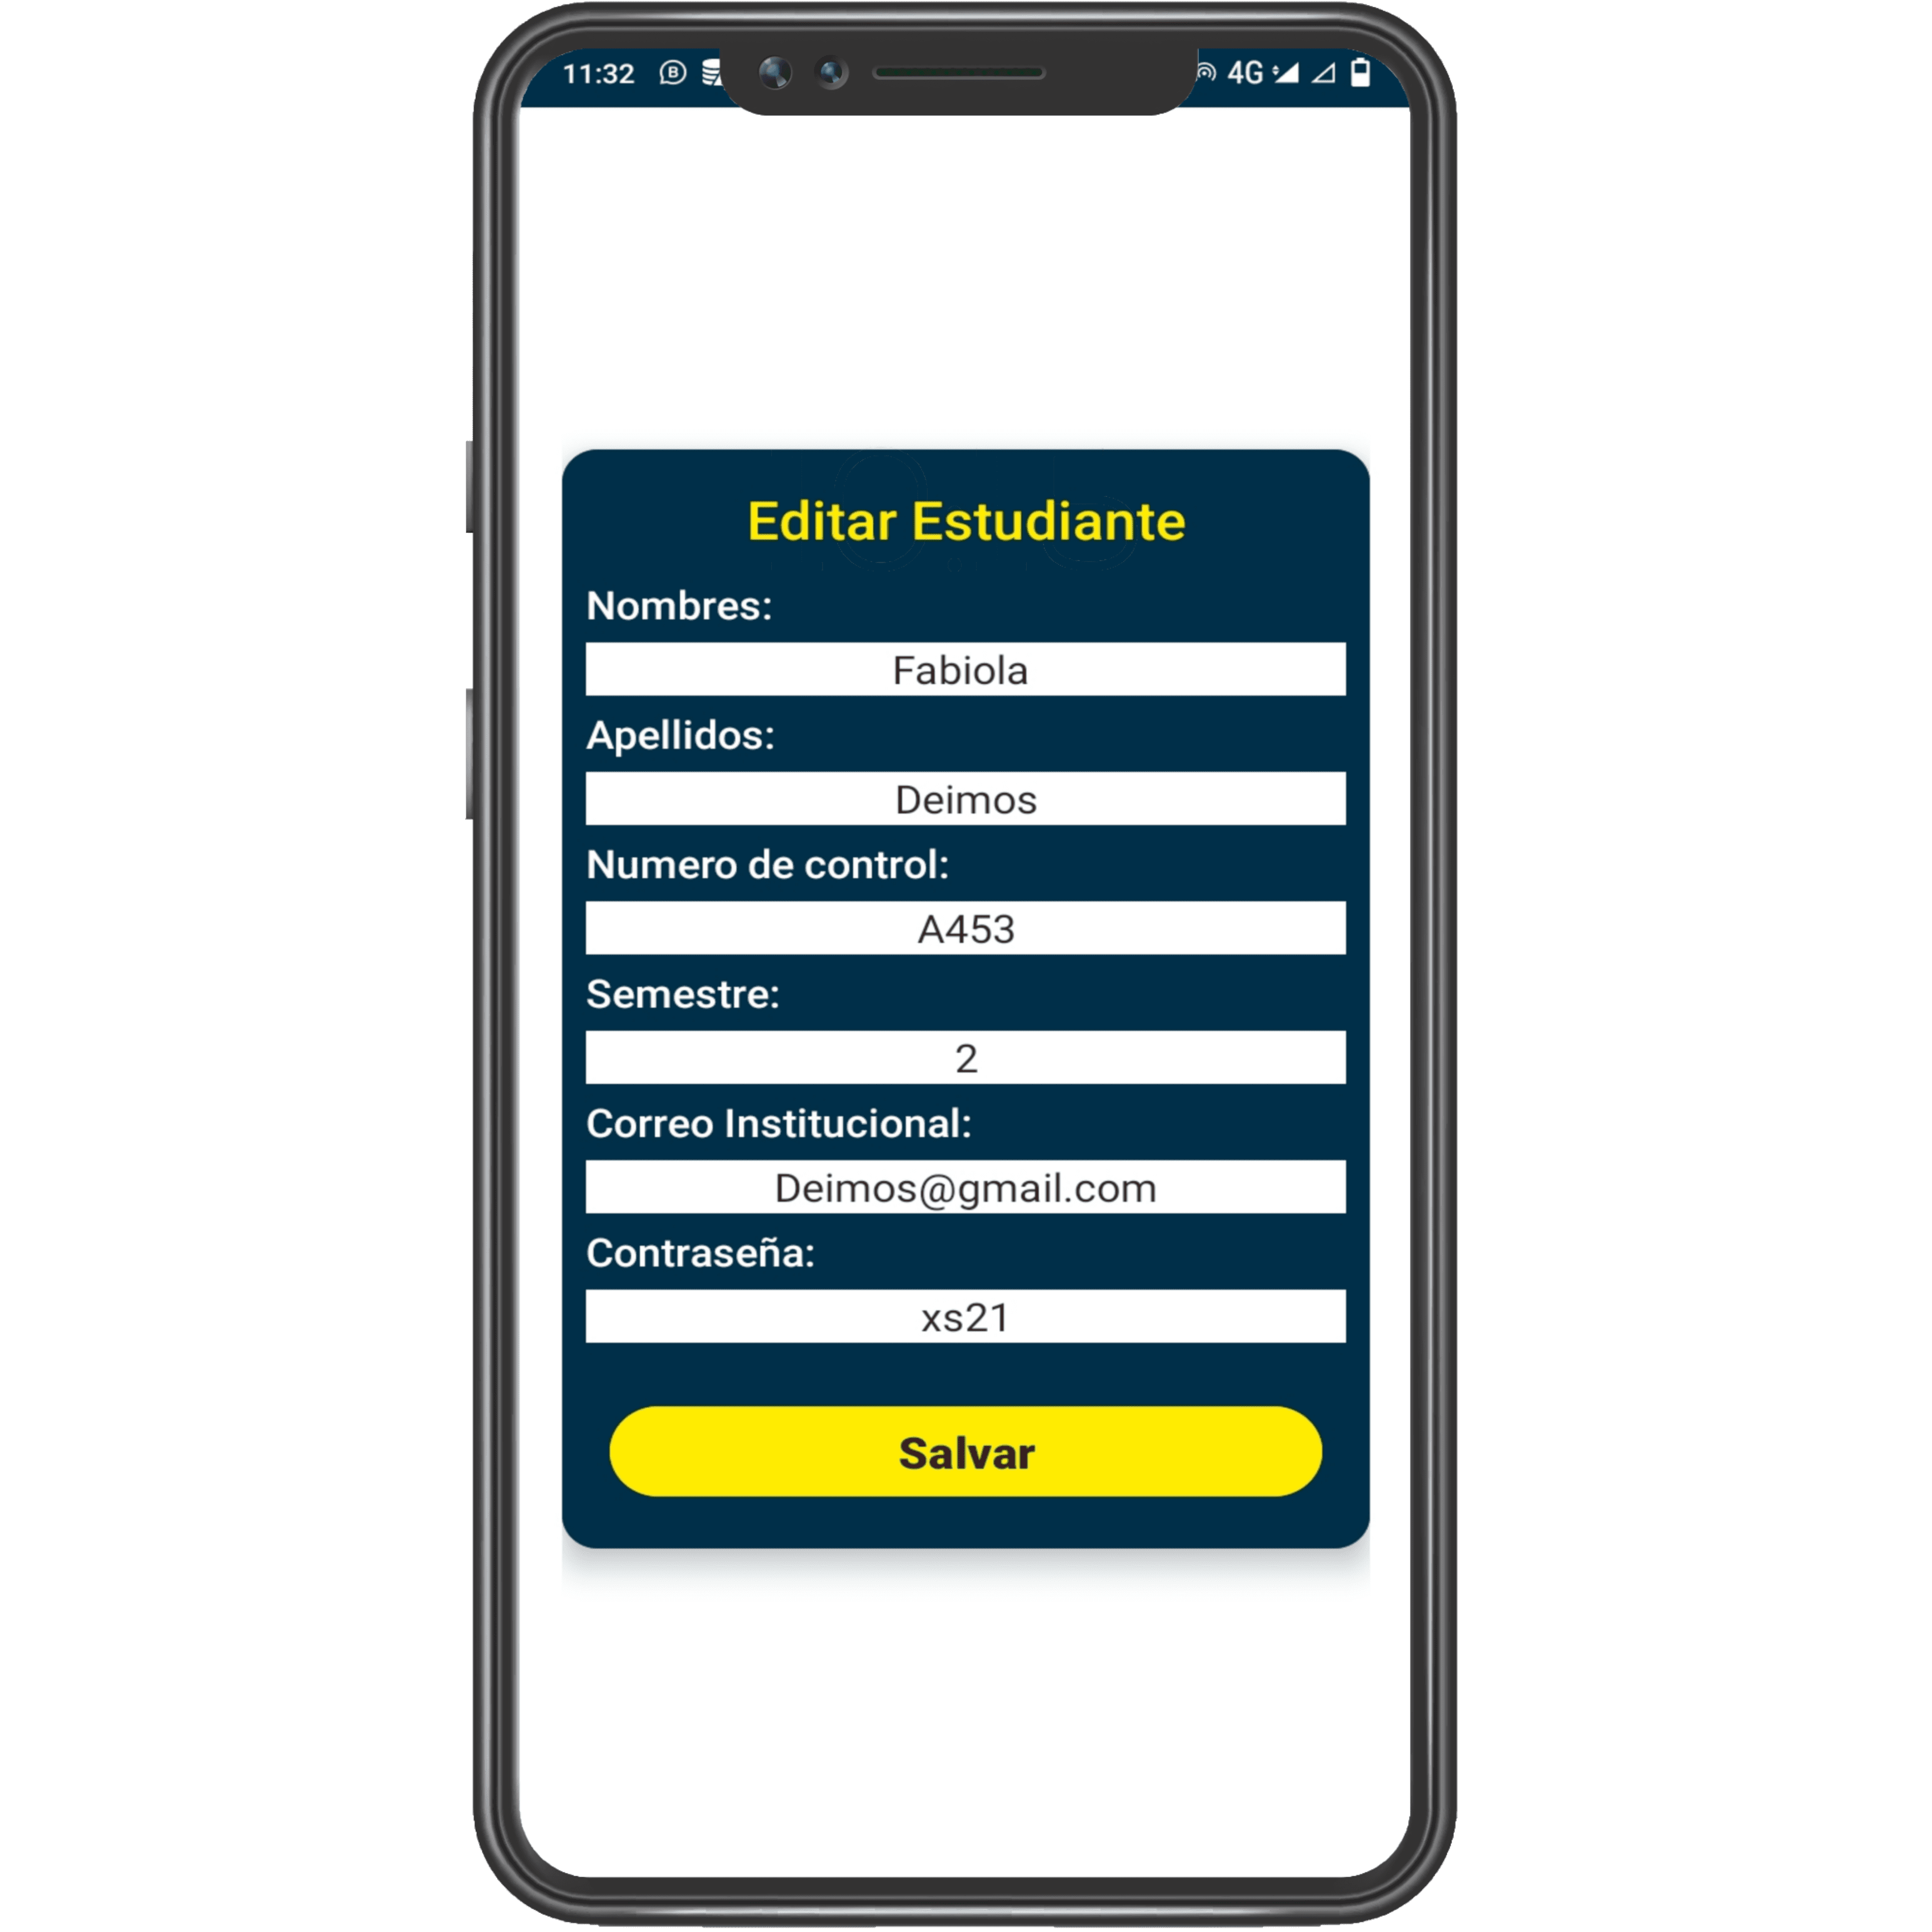 11:32 4G
Editar Estudiante
Nombres:
Fabiola
Apellidos:
Deimos
Numero de control:
A453
Semestre:
2
Correo Institucional:
Deimos@gmail.com
Contraseña:
xs21
Salvar